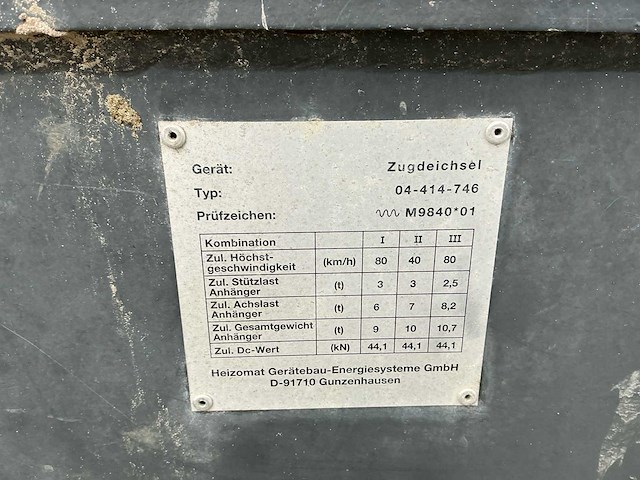 Gerät: Zugdeichsel
Typ: 04-414-746
Prüfzeichen: M9840*01
Kombination I II III
Zul. Höchst-
geschwindigkeit (km/h) 80 40 80
Zul. Stützlast
Anhänger (t) 3 3 2,5
Zul. Achslast
Anhänger (t) 6 7 8,2
Zul. Gesamtgewicht
Anhänger (t) 9 10 10,7
Zul. Dc-Wert (kN) 44,1 44,1 44,1
Heizomat Gerätebau-Energiesysteme GmbH
D-91710 Gunzenhausen